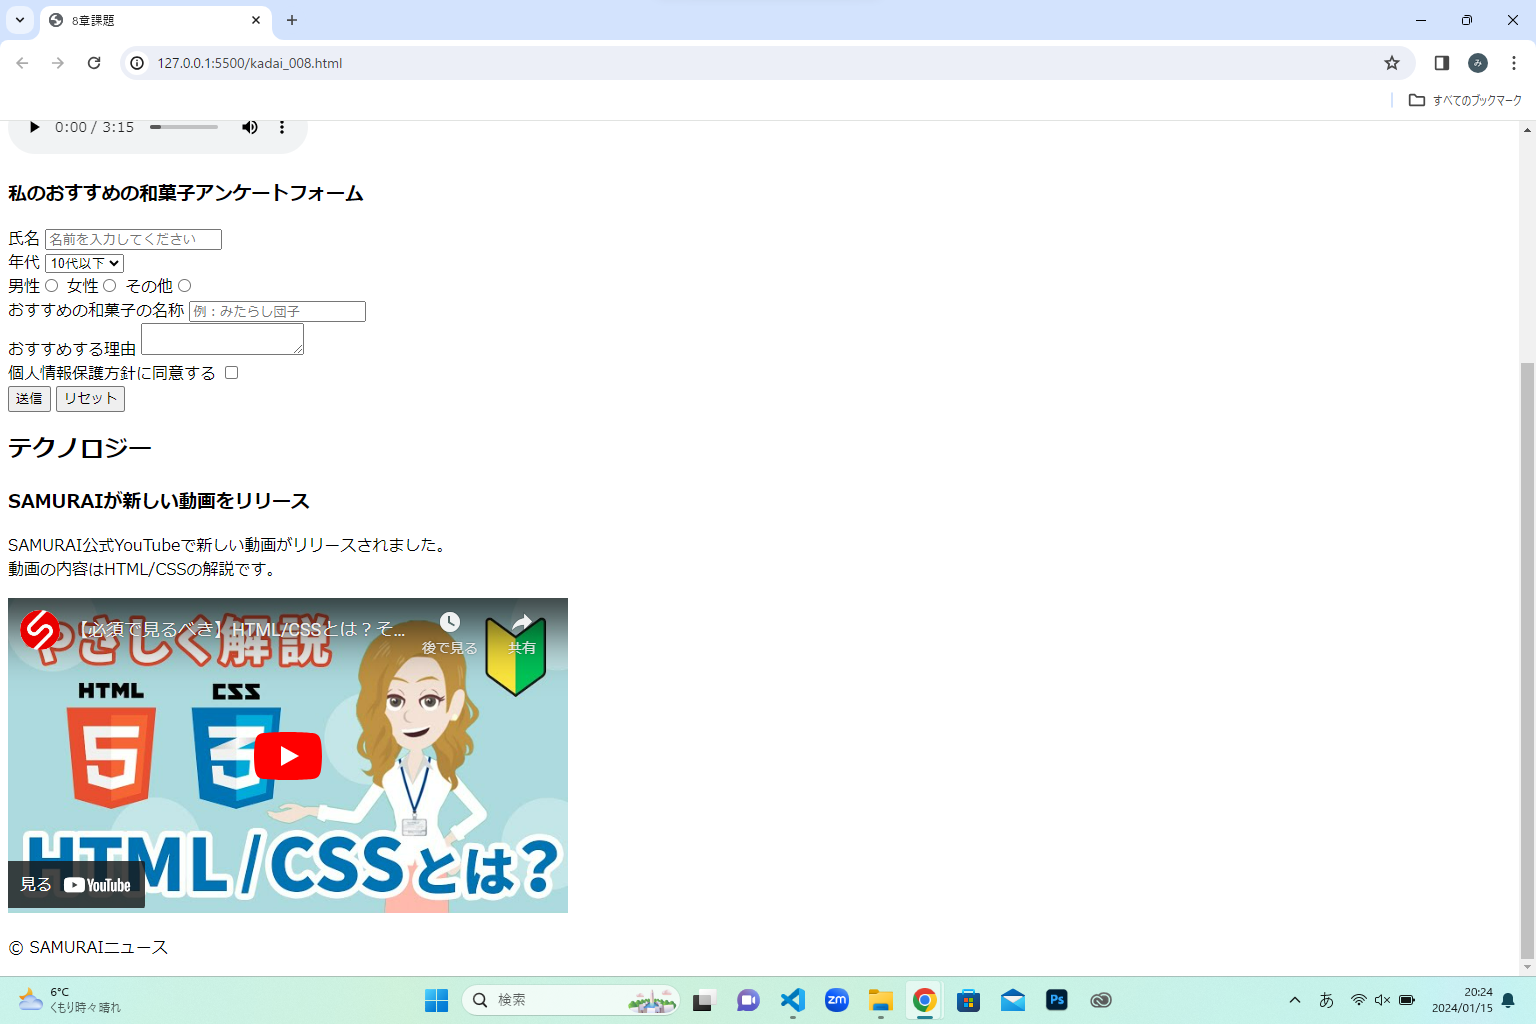 8章課題
127.0.0.1:5500/kadai_008.html
み
すべてのブックマーク
0:00 / 3:15
私のおすすめの和菓子アンケートフォーム
氏名 名前を入力してください
年代 10代以下
男性 女性 その他
おすすめの和菓子の名称 例：みたらし団子
おすすめする理由
個人情報保護方針に同意する
送信 リセット
テクノロジー
SAMURAIが新しい動画をリリース
SAMURAI公式YouTubeで新しい動画がリリースされました。
動画の内容はHTML/CSSの解説です。
【必須で見るべき】HTML/CSSとは？そ...
後で見る 共有
やさしく解説
HTML CSS
5 3
HTML/CSSとは?
見る YouTube
© SAMURAIニュース
6°C
くもり時々晴れ
検索
zm
Ps
あ
20:24
2024/01/15